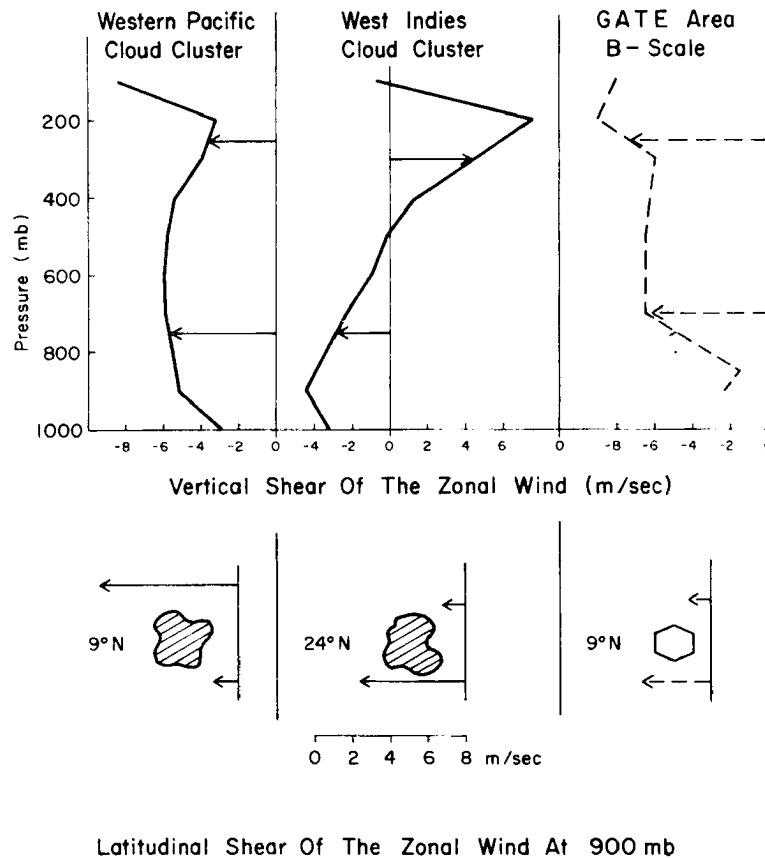 Western Pacific
Cloud Cluster
West Indies
Cloud Cluster
GATE Area
B-Scale
Pressure (mb)
200
400
600
800
1000
-8 -6 -4 -2 0
-4 -2 0 2 4 6 8
0 -8 -6 -4 -2 0
Vertical Shear Of The Zonal Wind (m/sec)
9°N
24°N
9°N
0 2 4 6 8 m/sec
Latitudinal Shear Of The Zonal Wind At 900 mb